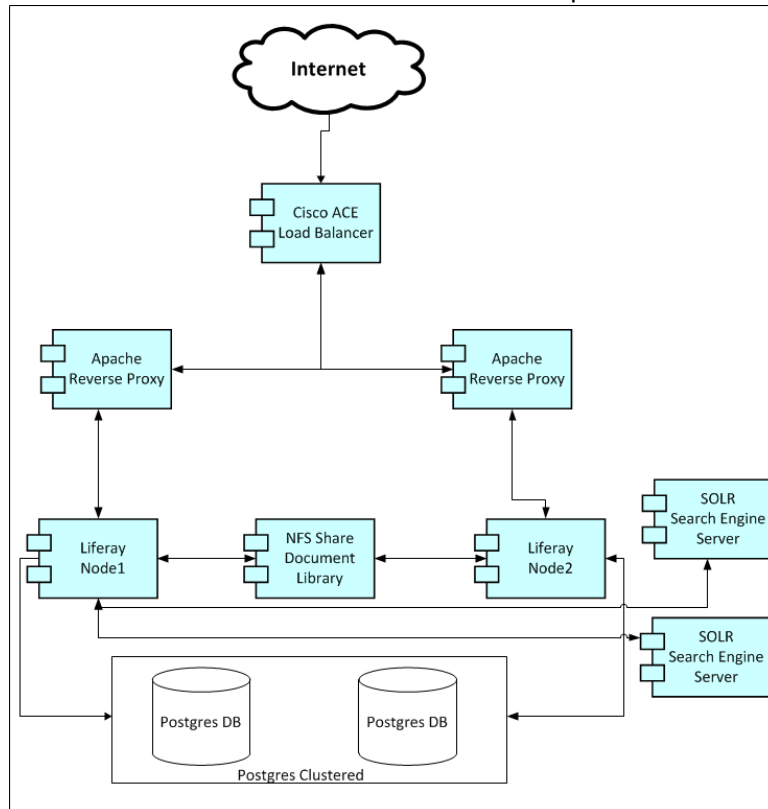 Internet
Cisco ACE
Load Balancer
Apache
Reverse Proxy
Apache
Reverse Proxy
Liferay
Node1
NFS Share
Document
Library
Liferay
Node2
SOLR
Search Engine
Server
SOLR
Search Engine
Server
Postgres DB
Postgres DB
Postgres Clustered